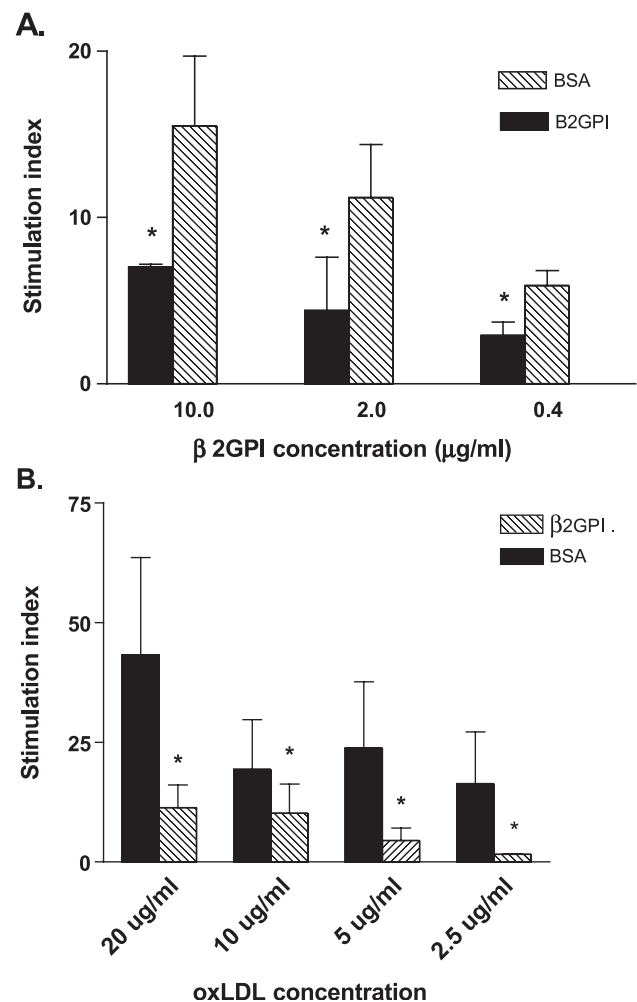 A.
20
10
0
Stimulation index
BSA
B2GPI
*
*
*
10.0 2.0 0.4
β 2GPI concentration (μg/ml)
B.
75
50
25
0
Stimulation index
β2GPI .
BSA
*
*
*
*
20 ug/ml 10 ug/ml 5 ug/ml 2.5 ug/ml
oxLDL concentration